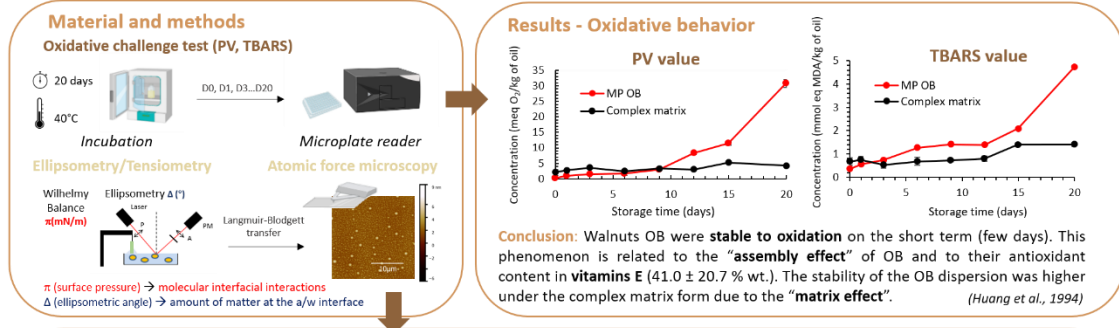 Material and methods
Oxidative challenge test (PV, TBARS)
20 days
40°C
D0, D1, D3…D20
Incubation
Microplate reader
Ellipsometry/Tensiometry
Atomic force microscopy
Wilhelmy
Balance
π(mN/m)
Ellipsometry Δ (°)
Laser
P
A
PM
Langmuir-Blodgett
transfer
20µm
π (surface pressure) → molecular interfacial interactions
Δ (ellipsometric angle) → amount of matter at the a/w interface
Results - Oxidative behavior
PV value
Concentration (meq O₂/kg of oil)
35
30
25
20
15
10
5
0
MP OB
Complex matrix
0 5 10 15 20
Storage time (days)
TBARS value
Concentration (mmol eq MDA/kg of oil)
5
4
3
2
1
0
MP OB
Complex matrix
0 5 10 15 20
Storage time (days)
Conclusion: Walnuts OB were stable to oxidation on the short term (few days). This
phenomenon is related to the “assembly effect” of OB and to their antioxidant
content in vitamins E (41.0 ± 20.7 % wt.). The stability of the OB dispersion was higher
under the complex matrix form due to the “matrix effect”.
(Huang et al., 1994)